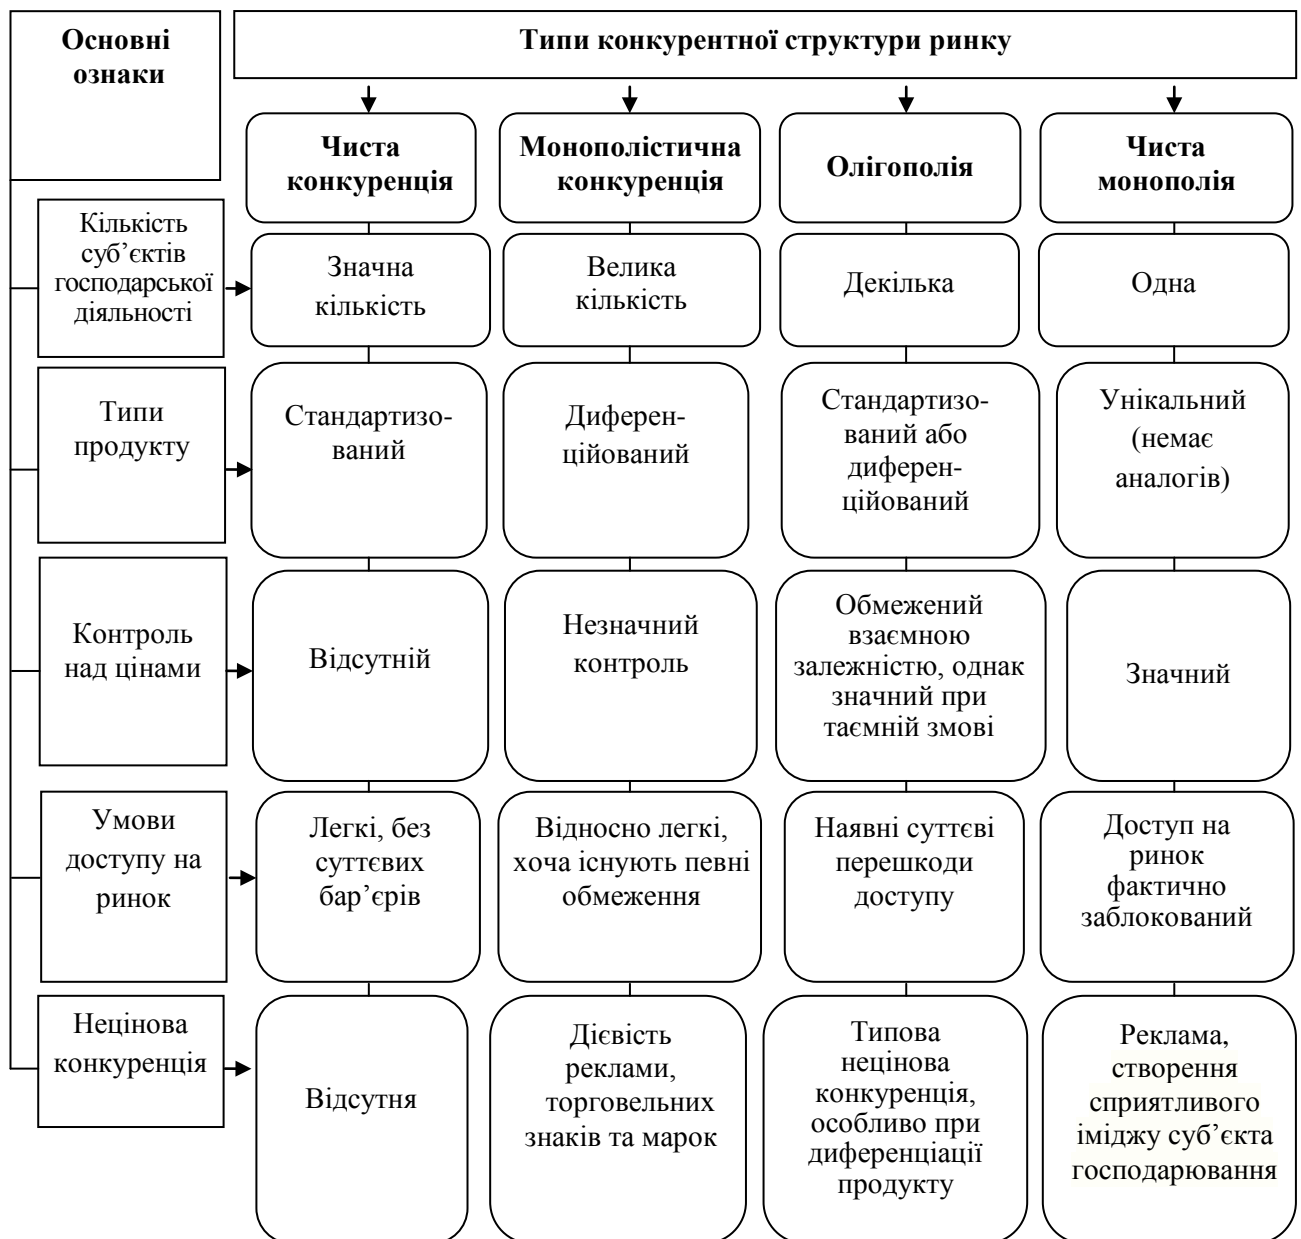 Основні
ознаки
Типи конкурентної структури ринку
Чиста
конкуренція
Монополістична
конкуренція
Олігополія
Чиста
монополія
Кількість
суб’єктів
господарської
діяльності
Значна
кількість
Велика
кількість
Декілька
Одна
Типи
продукту
Стандартизо-
ваний
Диферен-
ційований
Стандартизо-
ваний або
диферен-
ційований
Унікальний
(немає
аналогів)
Контроль
над цінами
Відсутній
Незначний
контроль
Обмежений
взаємною
залежністю, однак
значний при
таємній змові
Значний
Умови
доступу на
ринок
Легкі, без
суттєвих
бар’єрів
Відносно легкі,
хоча існують певні
обмеження
Наявні суттєві
перешкоди
доступу
Доступ на
ринок
фактично
заблокований
Нецінова
конкуренція
Відсутня
Дієвість
реклами,
торговельних
знаків та марок
Типова
нецінова
конкуренція,
особливо при
диференціації
продукту
Реклама,
створення
сприятливого
іміджу суб’єкта
господарювання